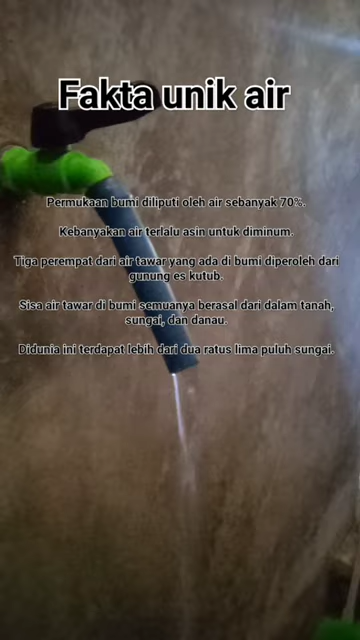 Fakta unik air
Permukaan bumi diliputi oleh air sebanyak 70%.
Kebanyakan air terlalu asin untuk diminum.
Tiga perempat dari air tawar yang ada di bumi diperoleh dari
gunung es kutub.
Sisa air tawar di bumi semuanya berasal dari dalam tanah,
sungai, dan danau.
Didunia ini terdapat lebih dari dua ratus lima puluh sungai.